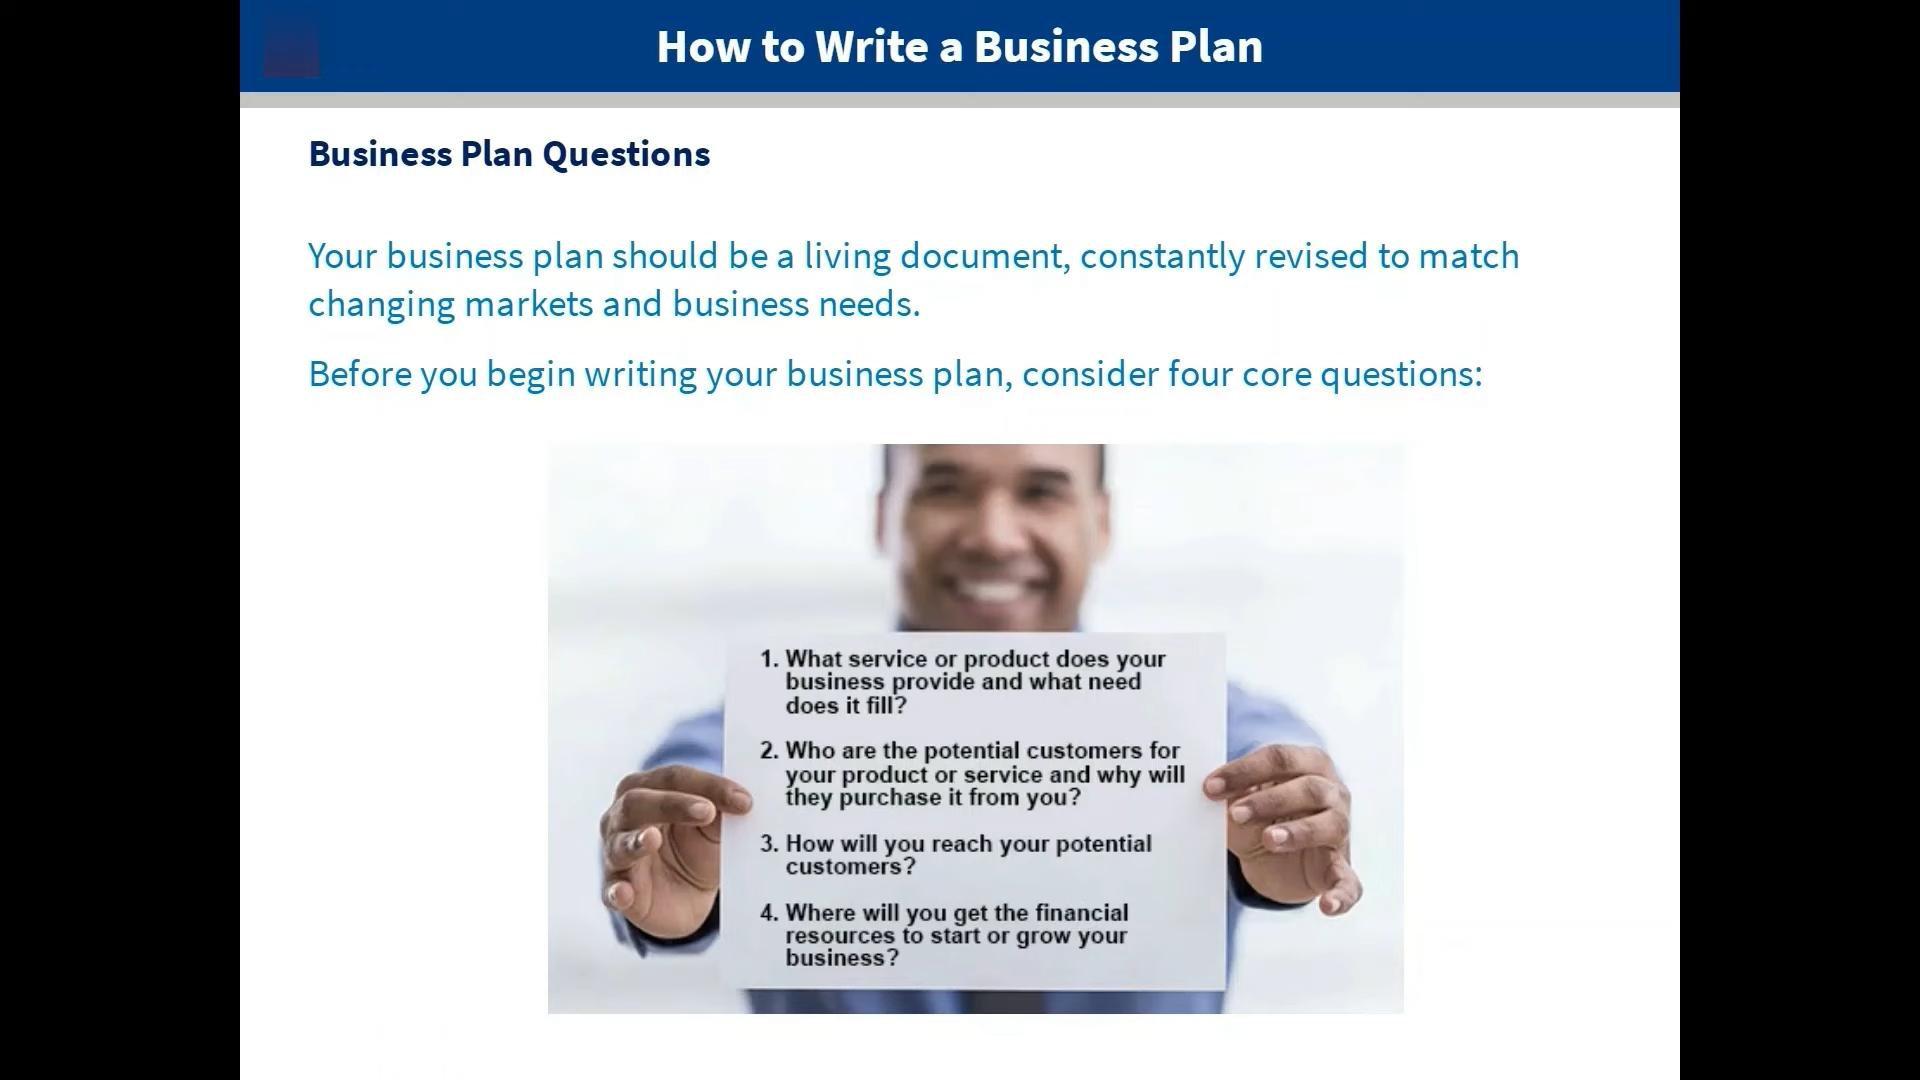 How to Write a Business Plan
Business Plan Questions
Your business plan should be a living document, constantly revised to match
changing markets and business needs.
Before you begin writing your business plan, consider four core questions:
1. What service or product does your
business provide and what need
does it fill?
2. Who are the potential customers for
your product or service and why will
they purchase it from you?
3. How will you reach your potential
customers?
4. Where will you get the financial
resources to start or grow your
business?